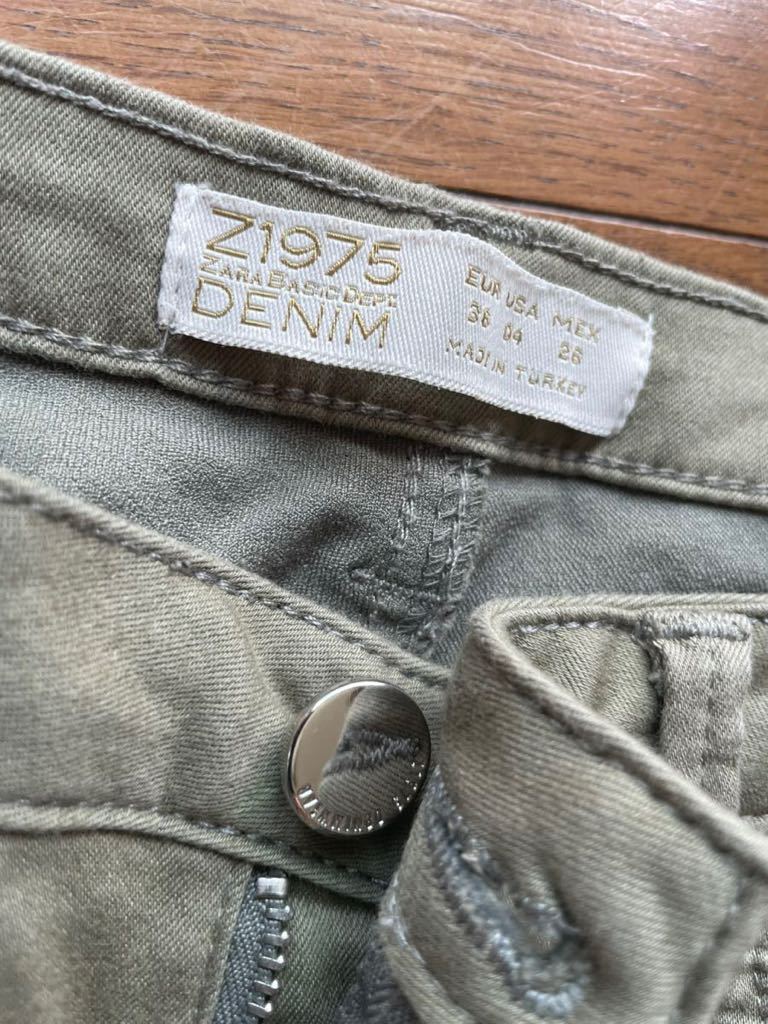 Z1975
ZARA BASIC DEPT
DENIM
EUR USA MEX
36 04 26
MADE IN TURKEY